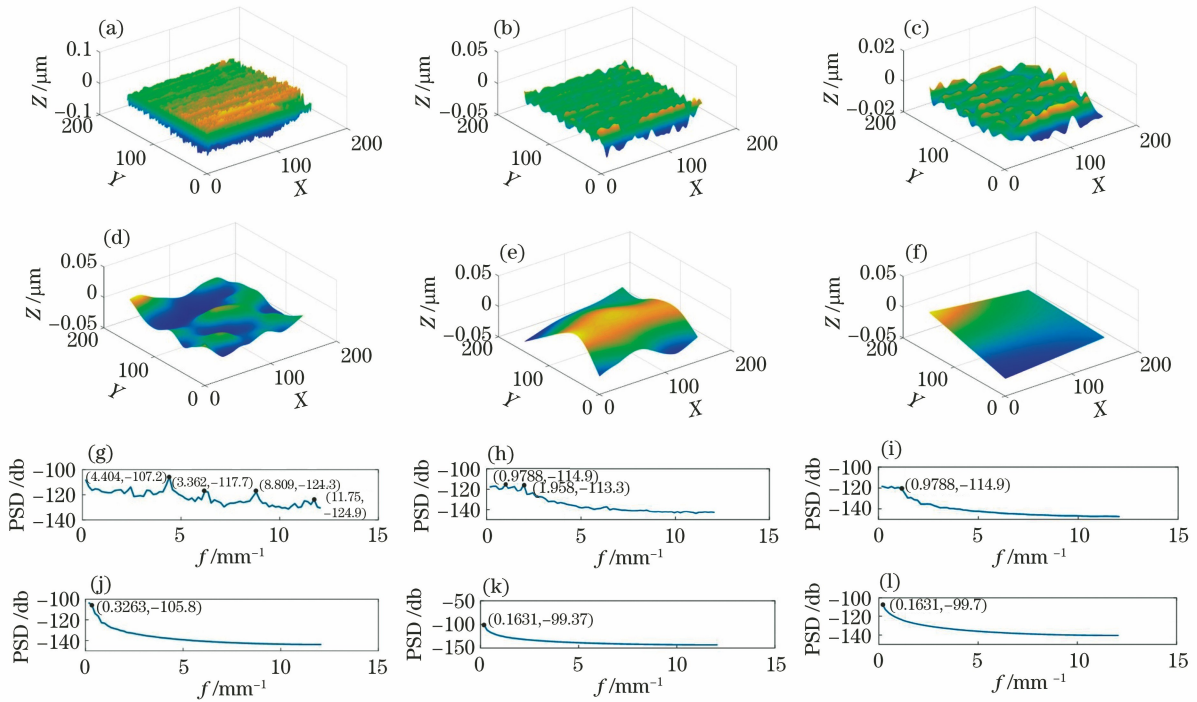 (a)
0.1
0
−0.1
Z /μm
200
100
0
Y
0
100
200
X
(b)
0.05
0
−0.05
Z /μm
200
100
0
Y
0
100
200
X
(c)
0.02
0
−0.02
Z /μm
200
100
0
Y
0
100
200
X
(d)
0.05
0
−0.05
Z /μm
200
100
0
Y
0
100
200
X
(e)
0.05
0
−0.05
Z /μm
200
100
0
Y
0
100
200
X
(f)
0.05
0
−0.05
Z /μm
200
100
0
Y
0
100
200
X
(g)
PSD /db
−100
−120
−140
(4.404,−107.2)
(3.362,−117.7)
(8.809,−124.3)
(11.75,
−124.9)
0 5 10 15
f /mm⁻¹
(h)
PSD /db
−100
−120
−140
(0.9788,−114.9)
(1.958,−113.3)
0 5 10 15
f /mm⁻¹
(i)
PSD /db
−100
−120
−140
(0.9788,−114.9)
0 5 10 15
f /mm⁻¹
(j)
PSD /db
−100
−120
−140
(0.3263,−105.8)
0 5 10 15
f /mm⁻¹
(k)
PSD /db
−50
−100
−150
(0.1631,−99.37)
0 5 10 15
f /mm⁻¹
(l)
PSD /db
−100
−120
−140
(0.1631,−99.7)
0 5 10 15
f /mm⁻¹